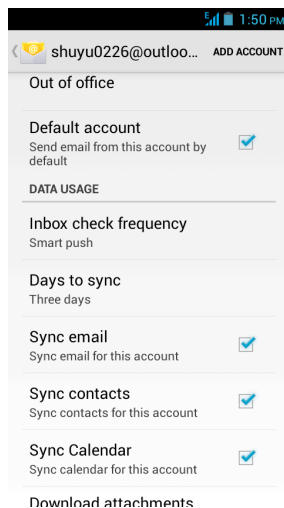 E 1:50 PM
shuyu0226@outloo... ADD ACCOUNT
Out of office
Default account
Send email from this account by
default
DATA USAGE
Inbox check frequency
Smart push
Days to sync
Three days
Sync email
Sync email for this account
Sync contacts
Sync contacts for this account
Sync Calendar
Sync calendar for this account
Download attachments